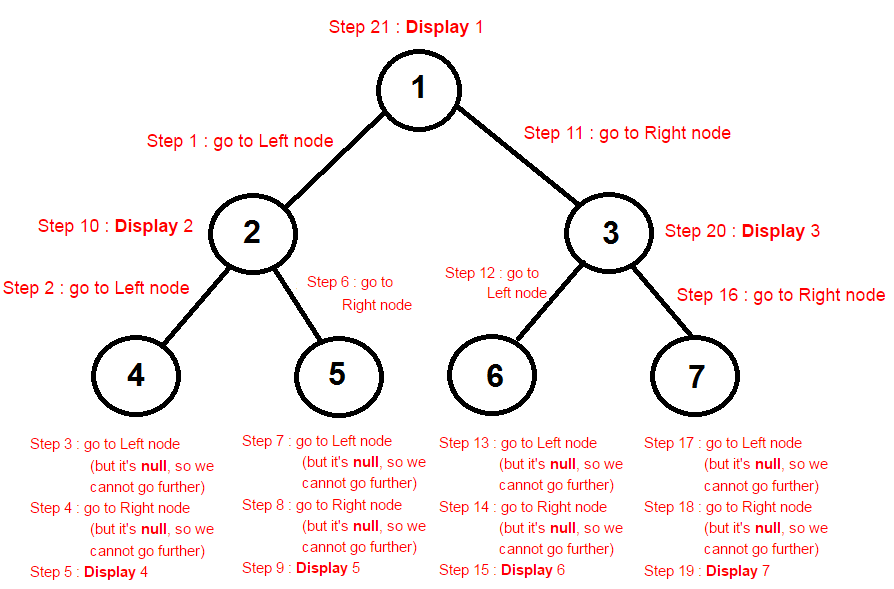 Step 21 : Display 1
1
Step 1 : go to Left node
Step 11 : go to Right node
Step 10 : Display 2
2
3
Step 20 : Display 3
Step 2 : go to Left node
Step 6 : go to
Right node
Step 12 : go to
Left node
Step 16 : go to Right node
4
5
6
7
Step 3 : go to Left node
(but it's null, so we
cannot go further)
Step 4 : go to Right node
(but it's null, so we
cannot go further)
Step 5 : Display 4
Step 7 : go to Left node
(but it's null, so we
cannot go further)
Step 8 : go to Right node
(but it's null, so we
cannot go further)
Step 9 : Display 5
Step 13 : go to Left node
(but it's null, so we
cannot go further)
Step 14 : go to Right node
(but it's null, so we
cannot go further)
Step 15 : Display 6
Step 17 : go to Left node
(but it's null, so we
cannot go further)
Step 18 : go to Right node
(but it's null, so we
cannot go further)
Step 19 : Display 7